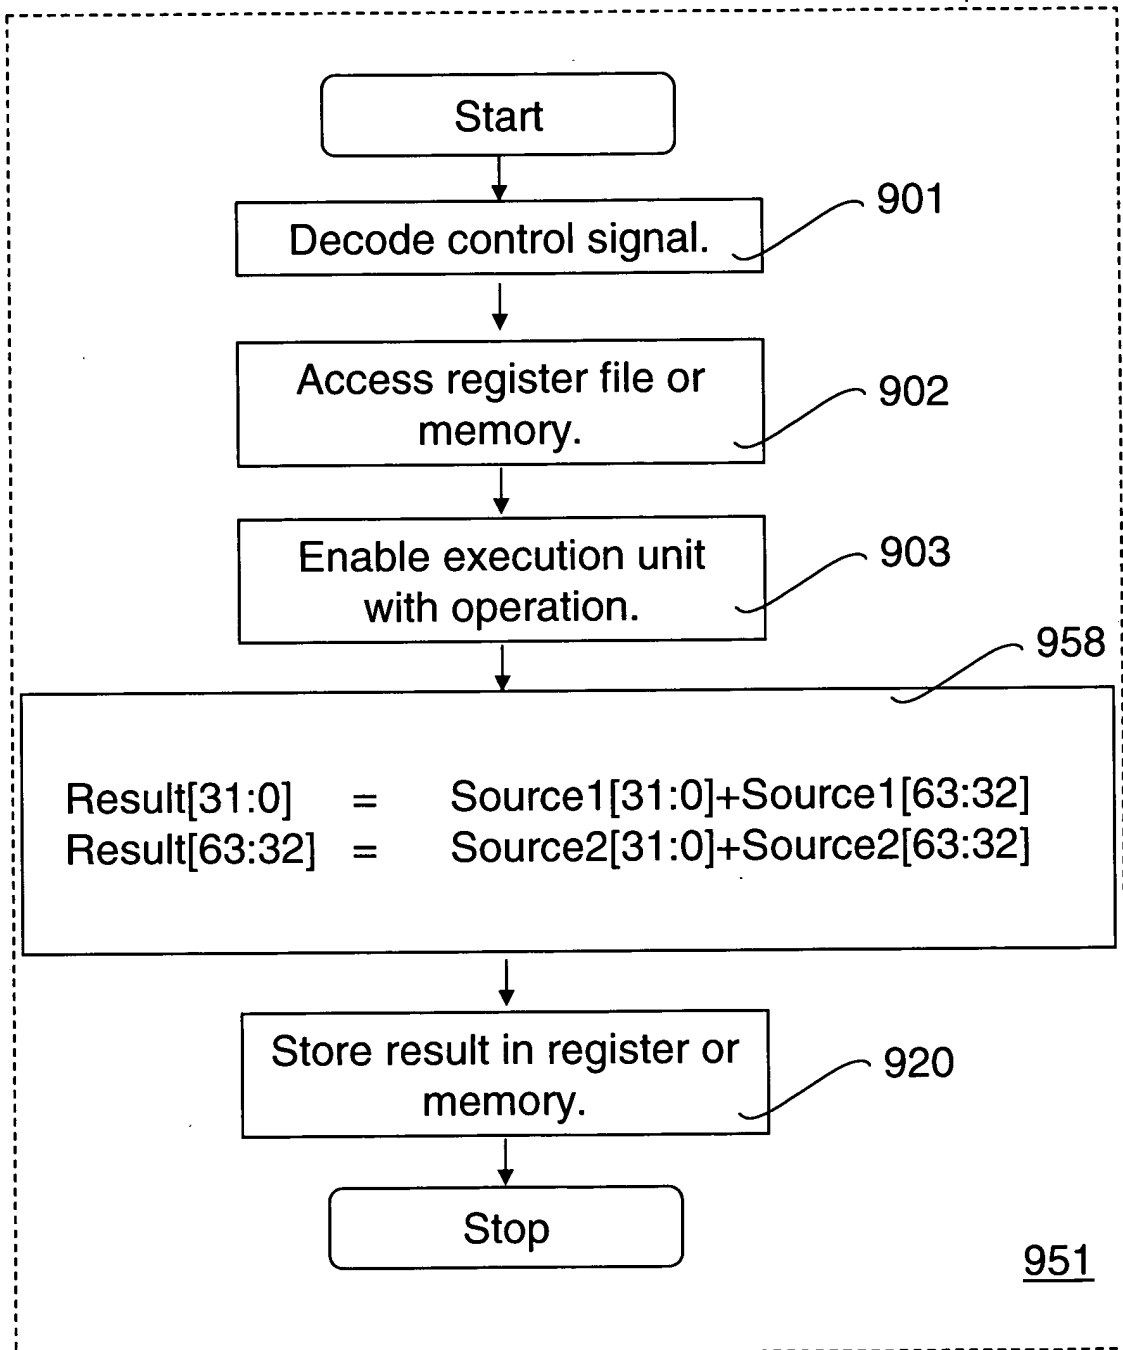 Start
Decode control signal.
901
Access register file or
memory.
902
Enable execution unit
with operation.
903
958
Result[31:0] = Source1[31:0]+Source1[63:32]
Result[63:32] = Source2[31:0]+Source2[63:32]
Store result in register or
memory.
920
Stop
951